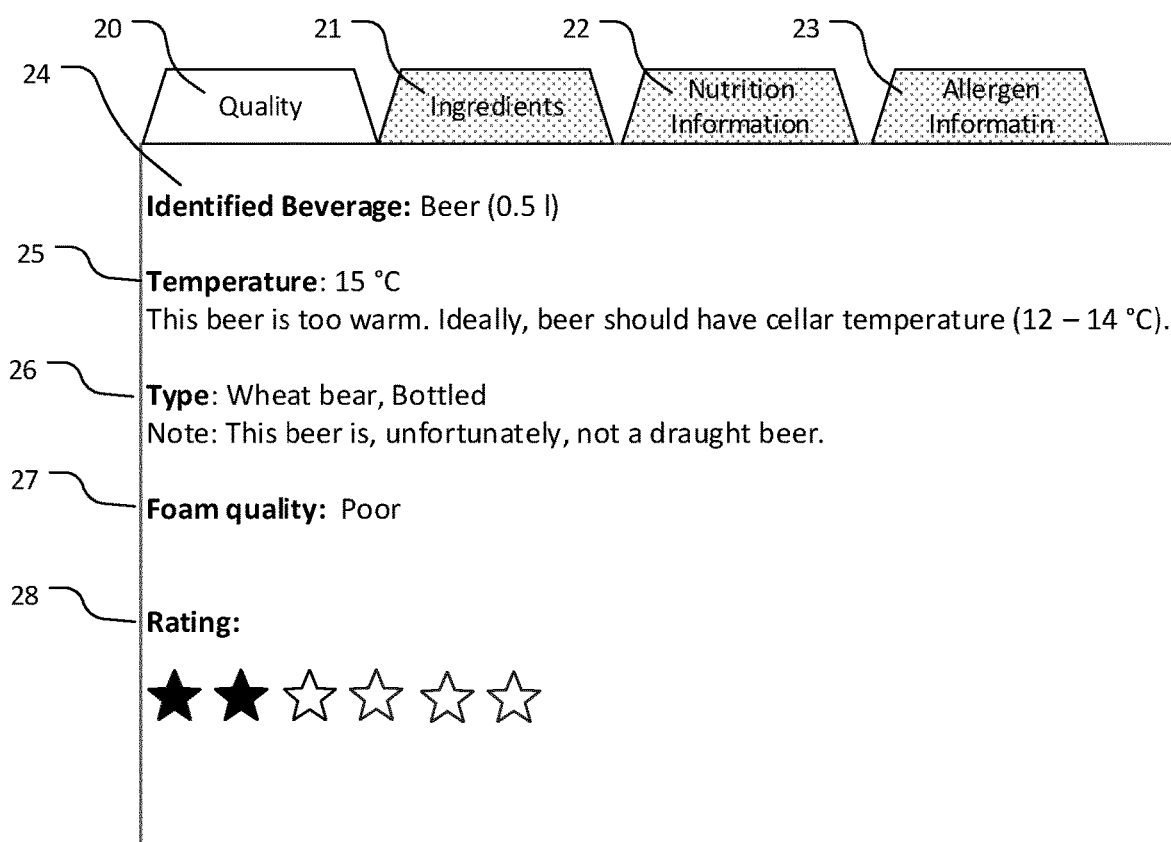 20
21
22
23
24
Quality
Ingredients
Nutrition
Information
Allergen
Informatin
Identified Beverage: Beer (0.5 l)
25
Temperature: 15 °C
This beer is too warm. Ideally, beer should have cellar temperature (12 – 14 °C).
26
Type: Wheat bear, Bottled
Note: This beer is, unfortunately, not a draught beer.
27
Foam quality: Poor
28
Rating: